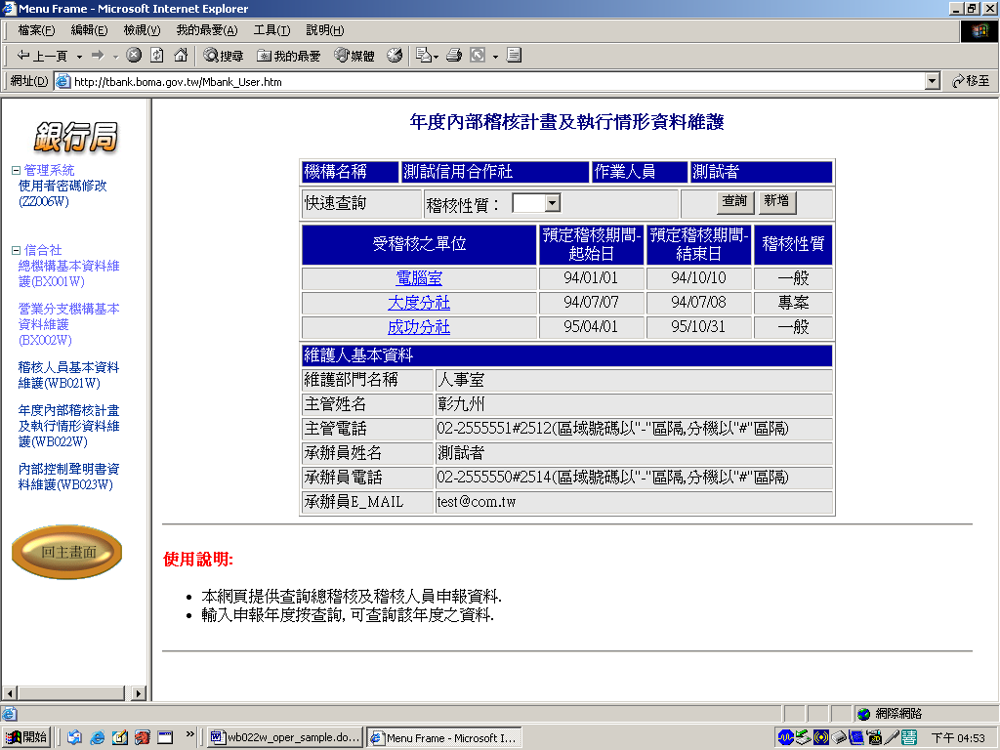 Menu Frame - Microsoft Internet Explorer
檔案(F) 編輯(E) 檢視(V) 我的最愛(A) 工具(T) 說明(H)
上一頁 搜尋 我的最愛 媒體
網址(D) http://tbank.boma.gov.tw/Mbank_User.htm 移至
銀行局
管理系統
使用者密碼修改
(ZZ006W)
信合社
總機構基本資料維
護(BX001W)
營業分支機構基本
資料維護
(BX002W)
稽核人員基本資料
維護(WB021W)
年度內部稽核計畫
及執行情形資料維
護(WB022W)
內部控制聲明書資
料維護(WB023W)
回主畫面
年度內部稽核計畫及執行情形資料維護
機構名稱 測試信用合作社 作業人員 測試者
快速查詢 稽核性質： 查詢 新增
受稽核之單位 預定稽核期間-起始日 預定稽核期間-結束日 稽核性質
電腦室 94/01/01 94/10/10 一般
大度分社 94/07/07 94/07/08 專案
成功分社 95/04/01 95/10/31 一般
維護人基本資料
維護部門名稱 人事室
主管姓名 彰九州
主管電話 02-2555551#2512(區域號碼以"-"區隔,分機以"#"區隔)
承辦員姓名 測試者
承辦員電話 02-2555550#2514(區域號碼以"-"區隔,分機以"#"區隔)
承辦員E_MAIL test@com.tw
使用說明:
本網頁提供查詢總稽核及稽核人員申報資料.
輸入申報年度按查詢, 可查詢該年度之資料.
網際網路
開始 wb022w_oper_sample.do... Menu Frame - Microsoft I... 下午 04:53